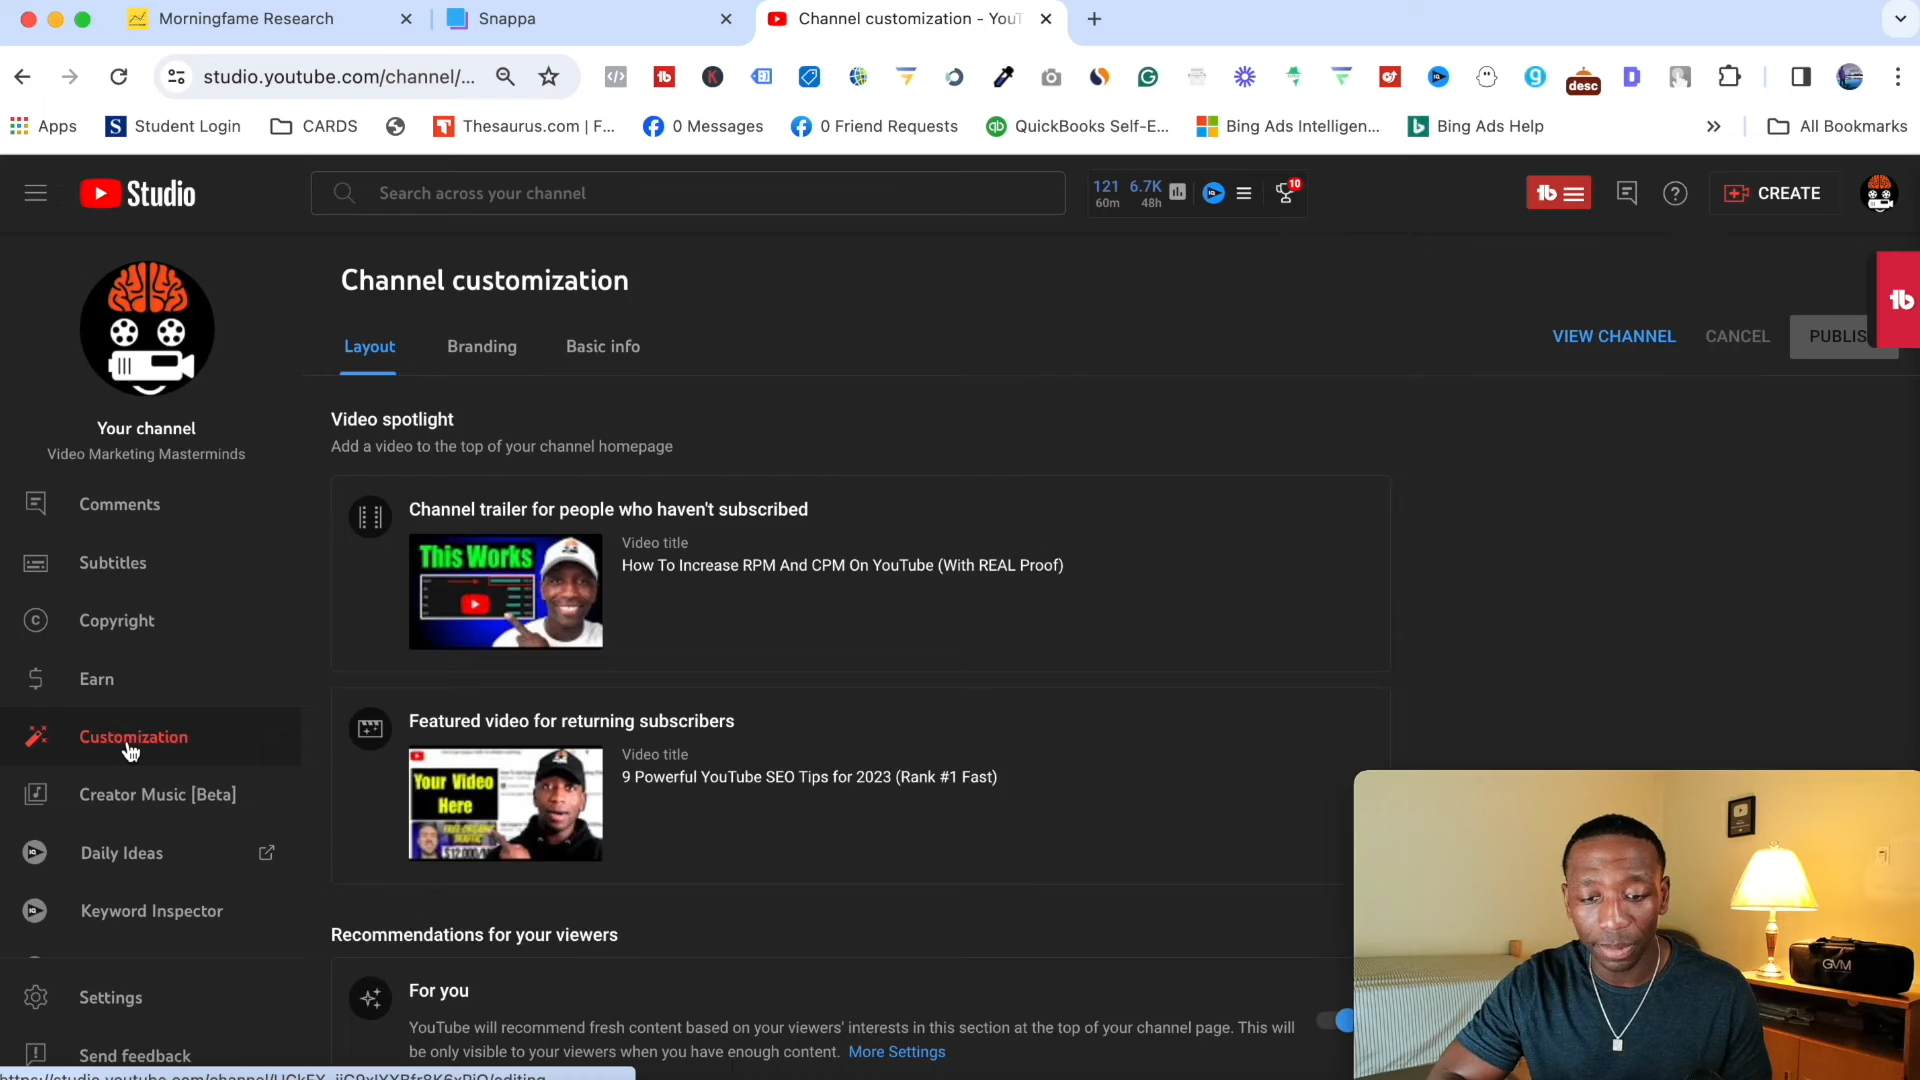 Morningfame Research
Snappa
Channel customization - YouT
studio.youtube.com/channel/...
desc
Apps
Student Login
CARDS
Thesaurus.com | F...
0 Messages
0 Friend Requests
QuickBooks Self-E...
Bing Ads Intelligen...
Bing Ads Help
All Bookmarks
Studio
Search across your channel
121 60m
6.7K 48h
10
CREATE
Your channel
Video Marketing Masterminds
Comments
Subtitles
Copyright
Earn
Customization
Creator Music [Beta]
Daily Ideas
Keyword Inspector
Settings
Send feedback
Channel customization
Layout
Branding
Basic info
VIEW CHANNEL
CANCEL
PUBLIS
Video spotlight
Add a video to the top of your channel homepage
Channel trailer for people who haven't subscribed
This Works
Video title
How To Increase RPM And CPM On YouTube (With REAL Proof)
Featured video for returning subscribers
Your Video
Here
Video title
9 Powerful YouTube SEO Tips for 2023 (Rank #1 Fast)
Recommendations for your viewers
For you
YouTube will recommend fresh content based on your viewers' interests in this section at the top of your channel page. This will
be only visible to your viewers when you have enough content. More Settings
GVM